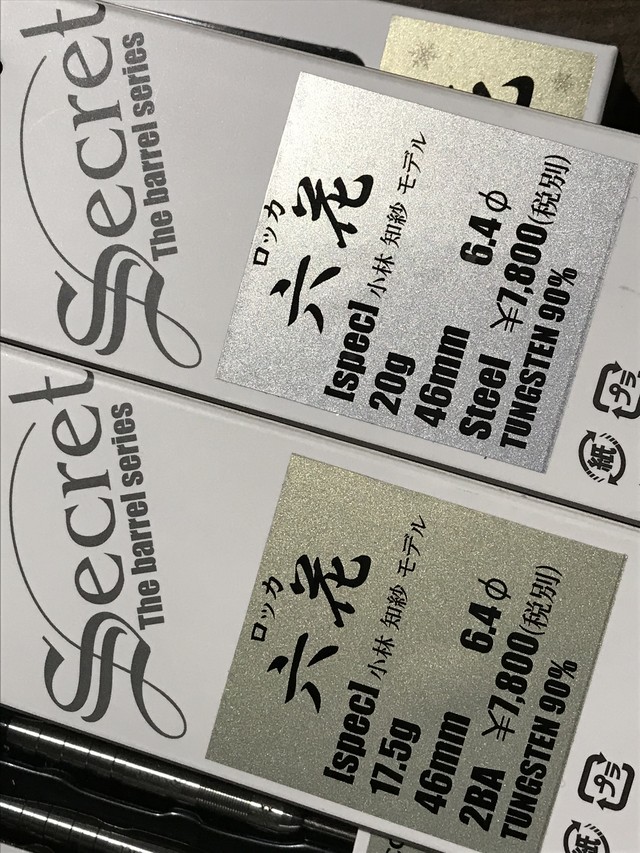 Secret
The barrel series
ロッカ
六花
小林 知紗 モデル
[spec]
20g
46mm 6.4φ
Steel ¥7,800(税別)
TUNGSTEN 90%
紙
プラ
Secret
The barrel series
ロッカ
六花
小林 知紗 モデル
[spec]
17.5g
46mm 6.4φ
2BA ¥7,800(税別)
TUNGSTEN 90%
紙
プラ